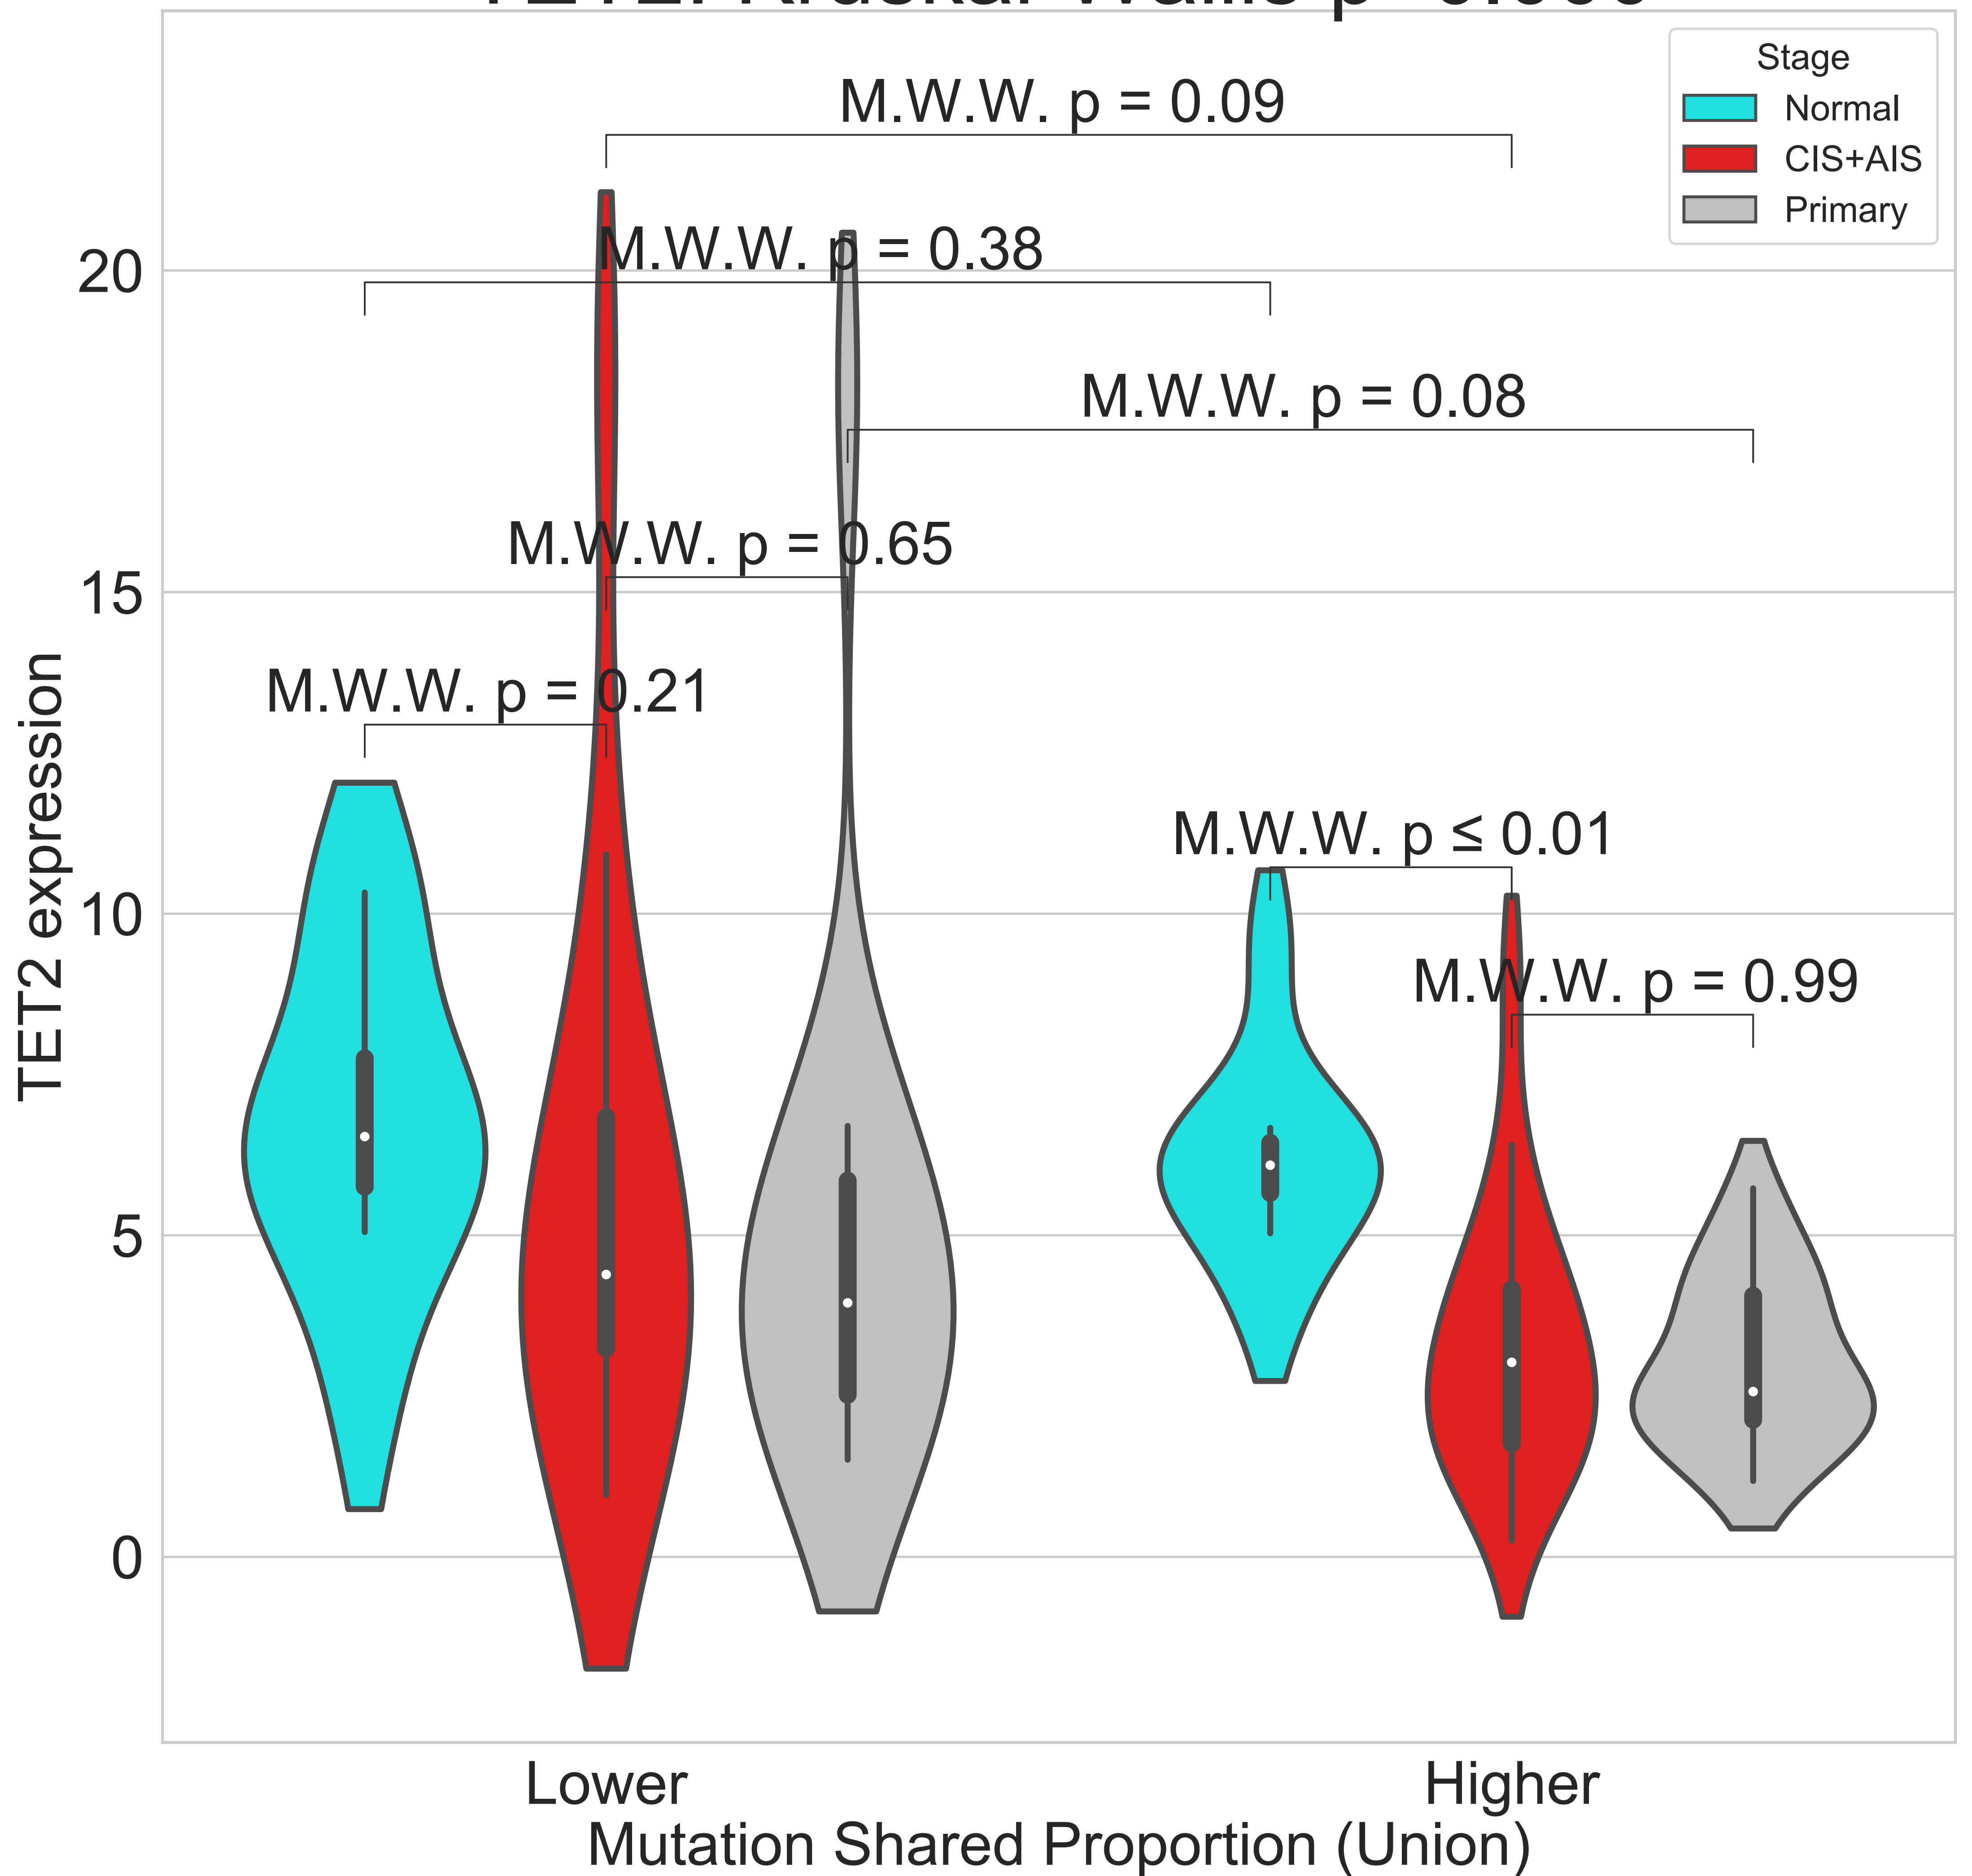 Stage
Normal
CIS+AIS
Primary
M.W.W. p = 0.09
M.W.W. p = 0.38
M.W.W. p = 0.08
M.W.W. p = 0.65
M.W.W. p = 0.21
M.W.W. p ≤ 0.01
M.W.W. p = 0.99
20
15
10
5
0
TET2 expression
Lower
Higher
Mutation Shared Proportion (Union)